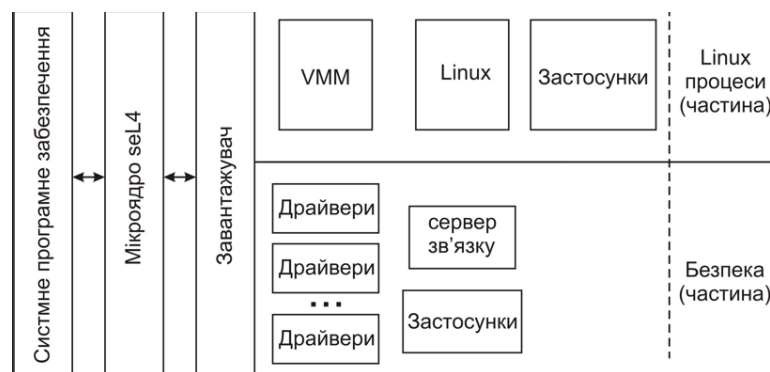 Систмне програмне забезпечення
Мікроядро seL4
Завантажувач
VMM
Linux
Застосунки
Linux
процеси
(частина)
Драйвери
Драйвери
...
Драйвери
сервер
зв'язку
Застосунки
Безпека
(частина)